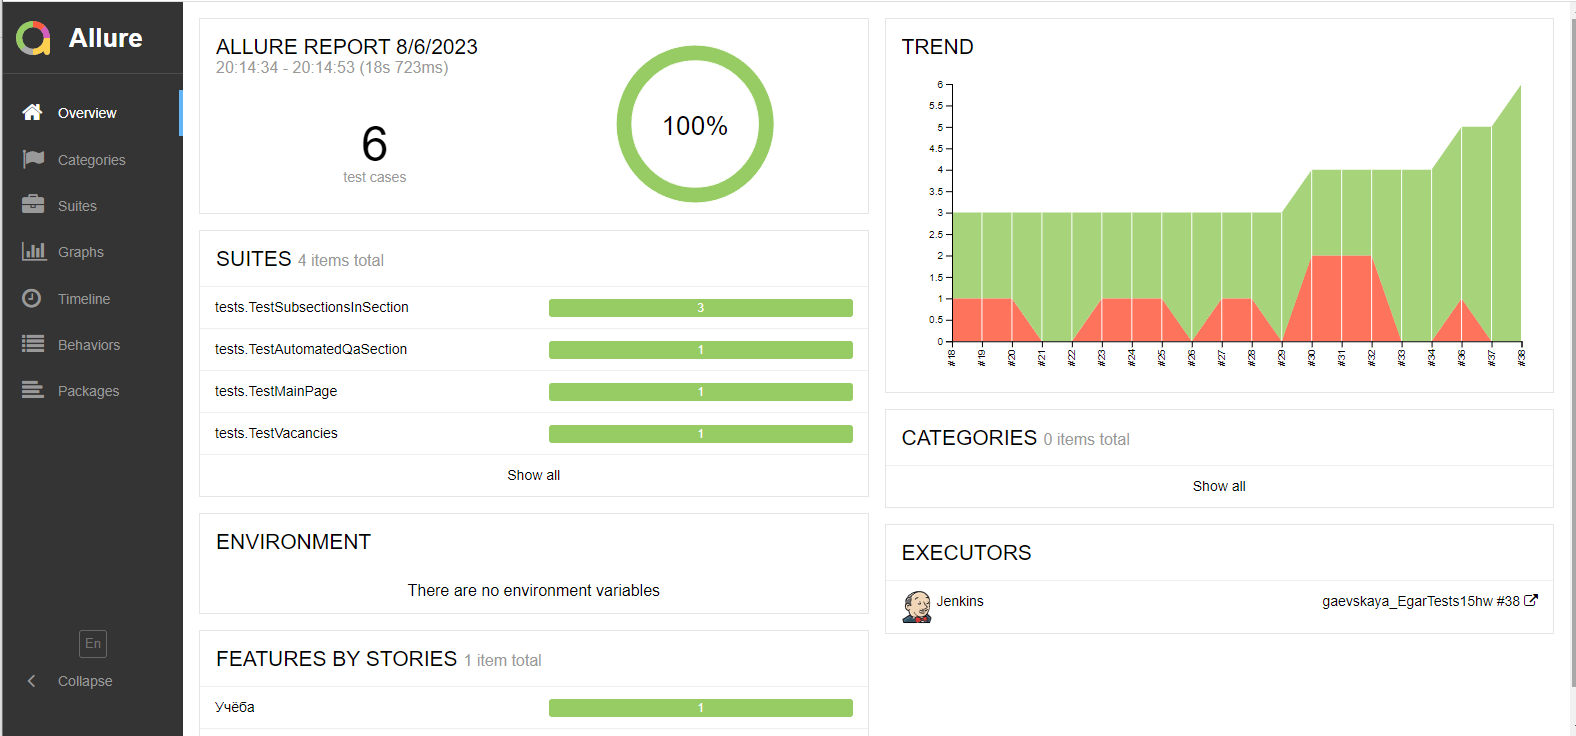 Allure
Overview
Categories
Suites
Graphs
Timeline
Behaviors
Packages
En
Collapse
ALLURE REPORT 8/6/2023
20:14:34 - 20:14:53 (18s 723ms)
6
test cases
100%
SUITES 4 items total
tests.TestSubsectionsInSection 3
tests.TestAutomatedQaSection 1
tests.TestMainPage 1
tests.TestVacancies 1
Show all
ENVIRONMENT
There are no environment variables
FEATURES BY STORIES 1 item total
Учёба 1
TREND
6
5.5
5
4.5
4
3.5
3
2.5
2
1.5
1
0.5
0
#18 #19 #20 #21 #22 #23 #24 #25 #26 #27 #28 #29 #30 #31 #32 #33 #34 #36 #37 #38
CATEGORIES 0 items total
Show all
EXECUTORS
Jenkins gaevskaya_EgarTests15hw #38